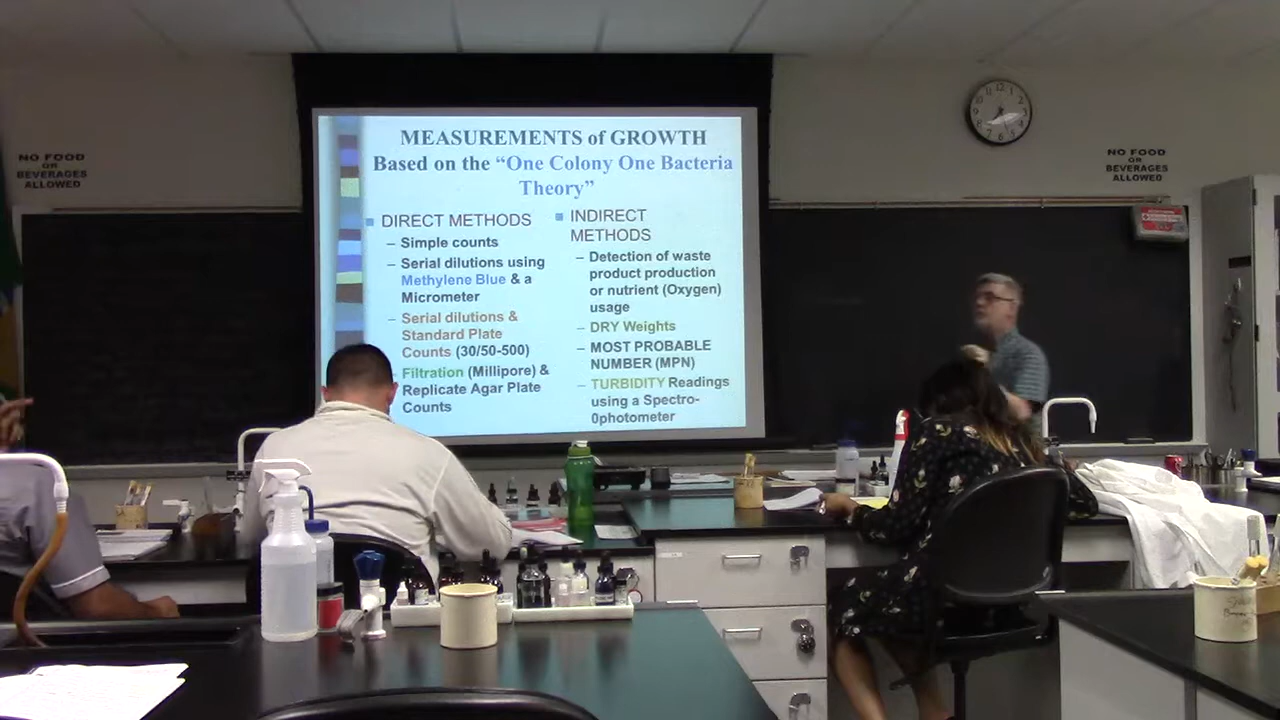 MEASUREMENTS of GROWTH
Based on the “One Colony One Bacteria
Theory”
DIRECT METHODS
– Simple counts
– Serial dilutions using
Methylene Blue & a
Micrometer
– Serial dilutions &
Standard Plate
Counts (30/50-500)
– Filtration (Millipore) &
Replicate Agar Plate
Counts
INDIRECT
METHODS
– Detection of waste
product production
or nutrient (Oxygen)
usage
– DRY Weights
– MOST PROBABLE
NUMBER (MPN)
– TURBIDITY Readings
using a Spectro-
0photometer
NO FOOD
OR
BEVERAGES
ALLOWED
NO FOOD
OR
BEVERAGES
ALLOWED